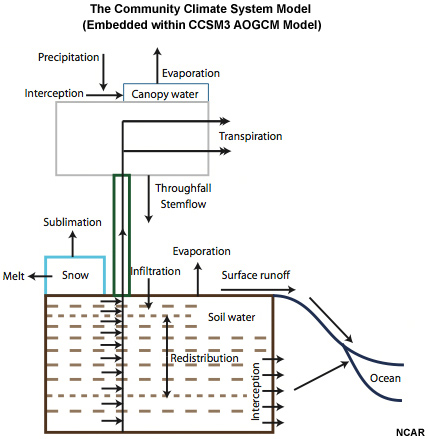 The Community Climate System Model
(Embedded within CCSM3 AOGCM Model)
Precipitation
Evaporation
Interception
Canopy water
Transpiration
Throughfall
Stemflow
Sublimation
Evaporation
Melt
Snow
Infiltration
Surface runoff
Soil water
Redistribution
Interception
Ocean
NCAR